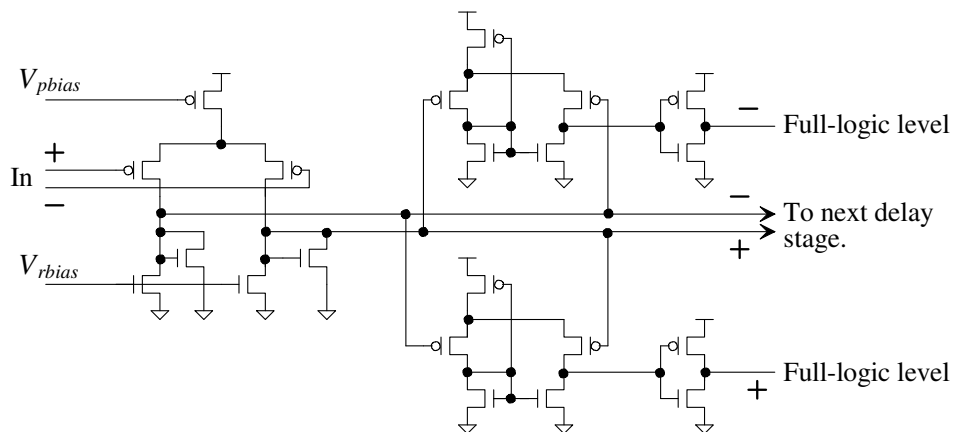 V_pbias
− Full-logic level
+
In
−
− To next delay
+ stage.
V_rbias
+ Full-logic level